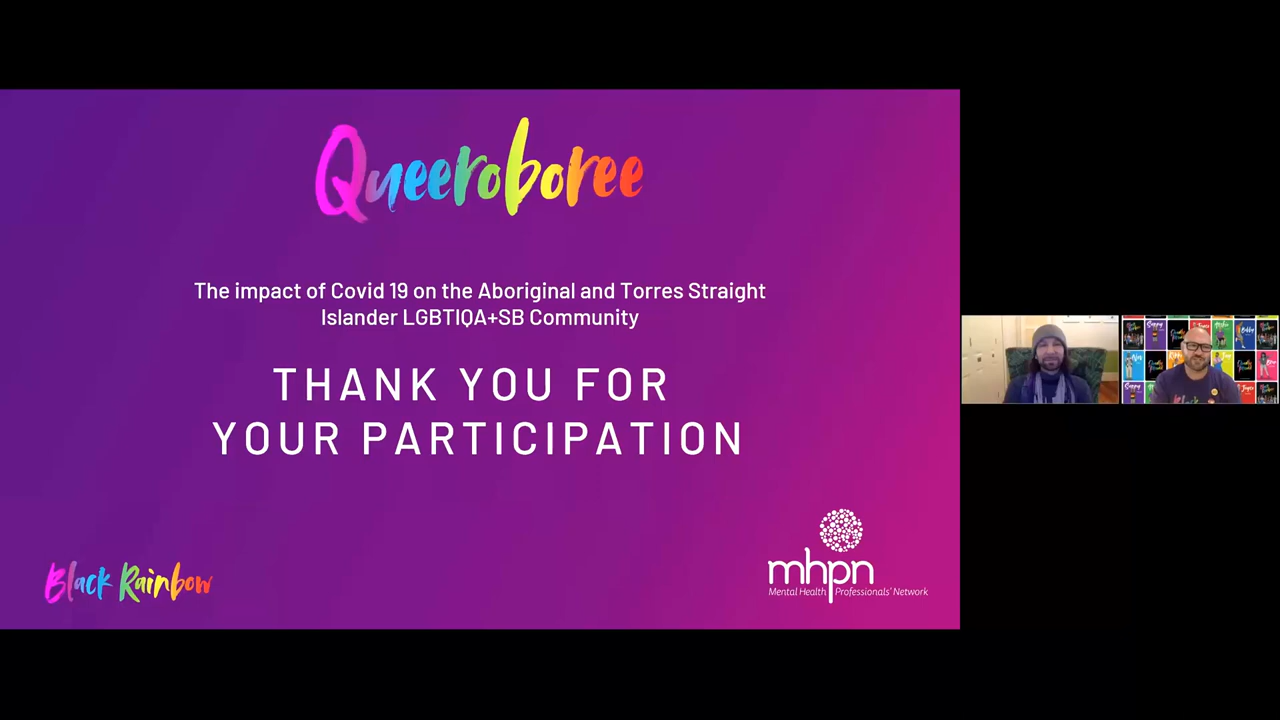 Queeroboree
The impact of Covid 19 on the Aboriginal and Torres Straight
Islander LGBTIQA+SB Community
THANK YOU FOR
YOUR PARTICIPATION
Black Rainbow
mhpn
Mental Health Professionals' Network